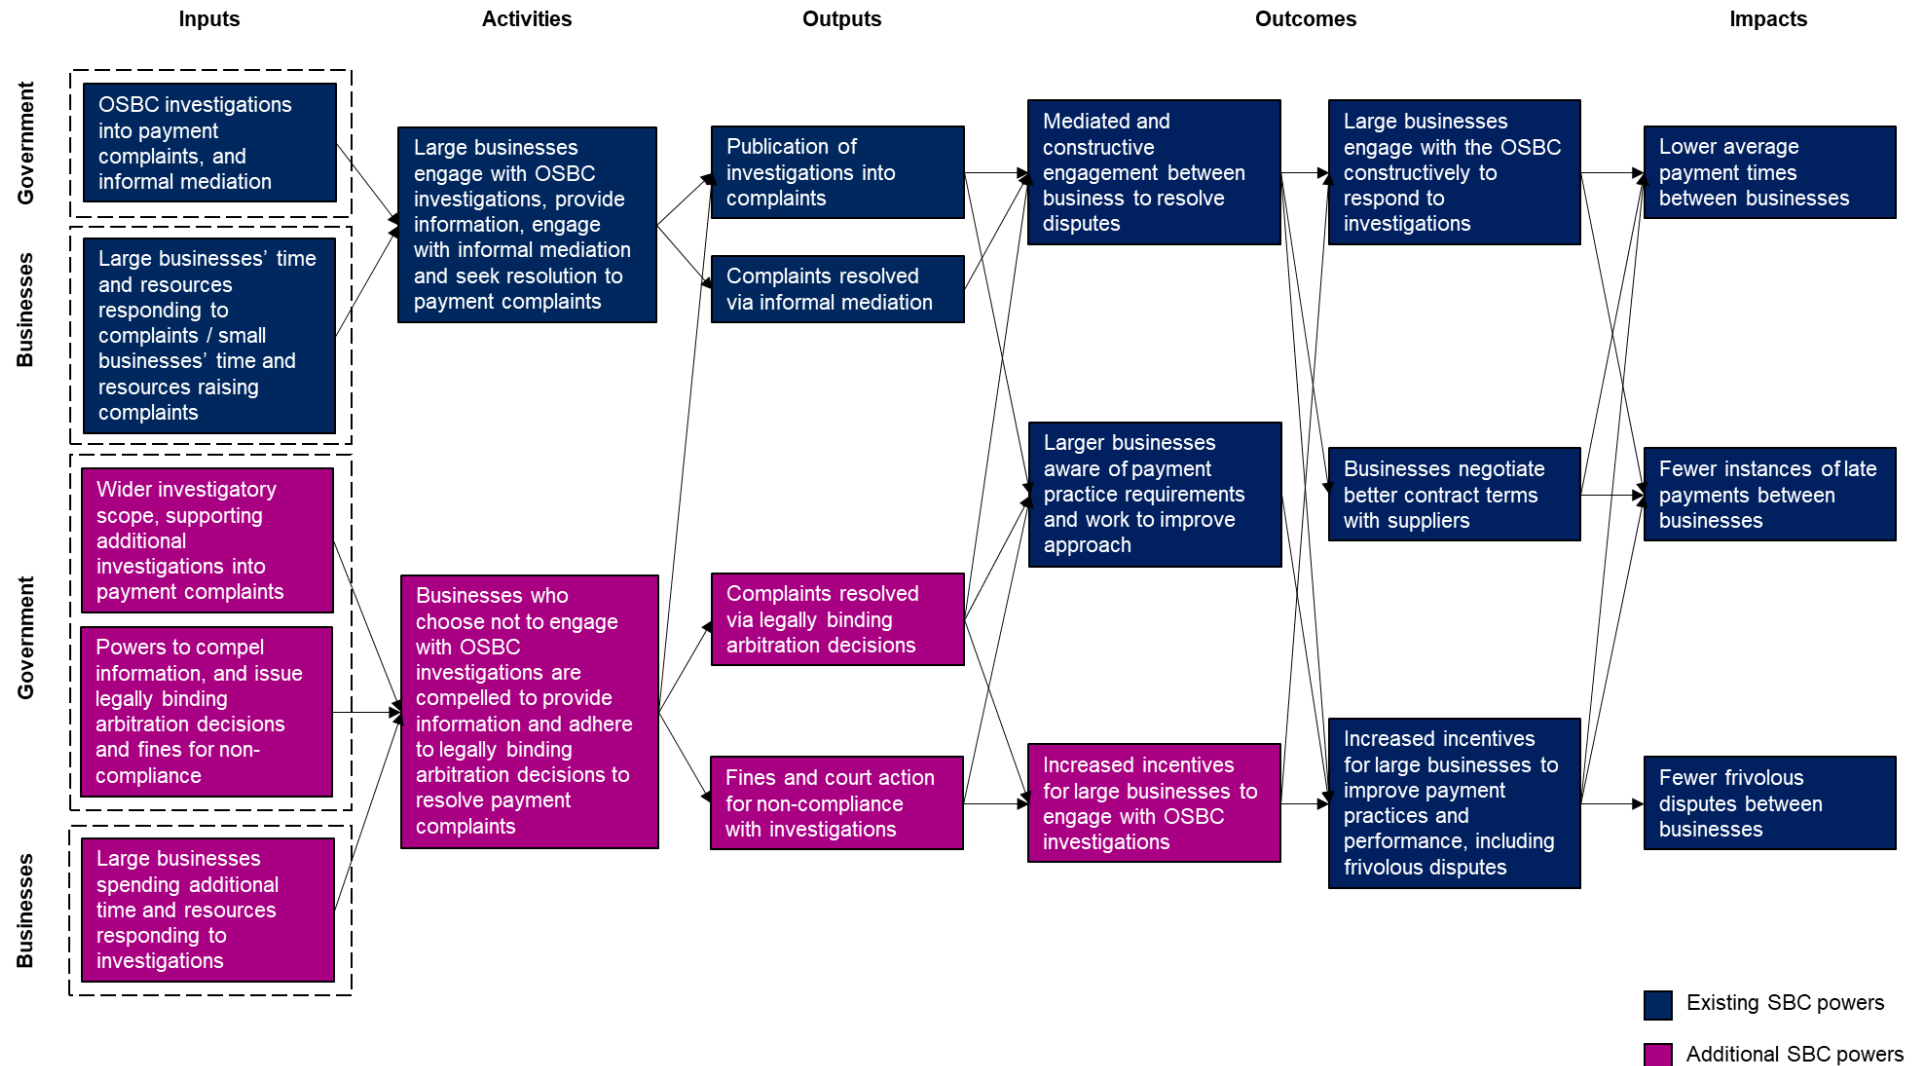 Inputs
Activities
Outputs
Outcomes
Impacts
Government
OSBC investigations
into payment
complaints, and
informal mediation
Businesses
Large businesses’ time
and resources
responding to
complaints / small
businesses’ time and
resources raising
complaints
Government
Wider investigatory
scope, supporting
additional
investigations into
payment complaints
Powers to compel
information, and issue
legally binding
arbitration decisions
and fines for non-
compliance
Businesses
Large businesses
spending additional
time and resources
responding to
investigations
Large businesses
engage with OSBC
investigations, provide
information, engage
with informal mediation
and seek resolution to
payment complaints
Businesses who
choose not to engage
with OSBC
investigations are
compelled to provide
information and adhere
to legally binding
arbitration decisions to
resolve payment
complaints
Publication of
investigations into
complaints
Complaints resolved
via informal mediation
Complaints resolved
via legally binding
arbitration decisions
Fines and court action
for non-compliance
with investigations
Mediated and
constructive
engagement between
business to resolve
disputes
Larger businesses
aware of payment
practice requirements
and work to improve
approach
Increased incentives
for large businesses to
engage with OSBC
investigations
Large businesses
engage with the OSBC
constructively to
respond to
investigations
Businesses negotiate
better contract terms
with suppliers
Increased incentives
for large businesses to
improve payment
practices and
performance, including
frivolous disputes
Lower average
payment times
between businesses
Fewer instances of late
payments between
businesses
Fewer frivolous
disputes between
businesses
Existing SBC powers
Additional SBC powers